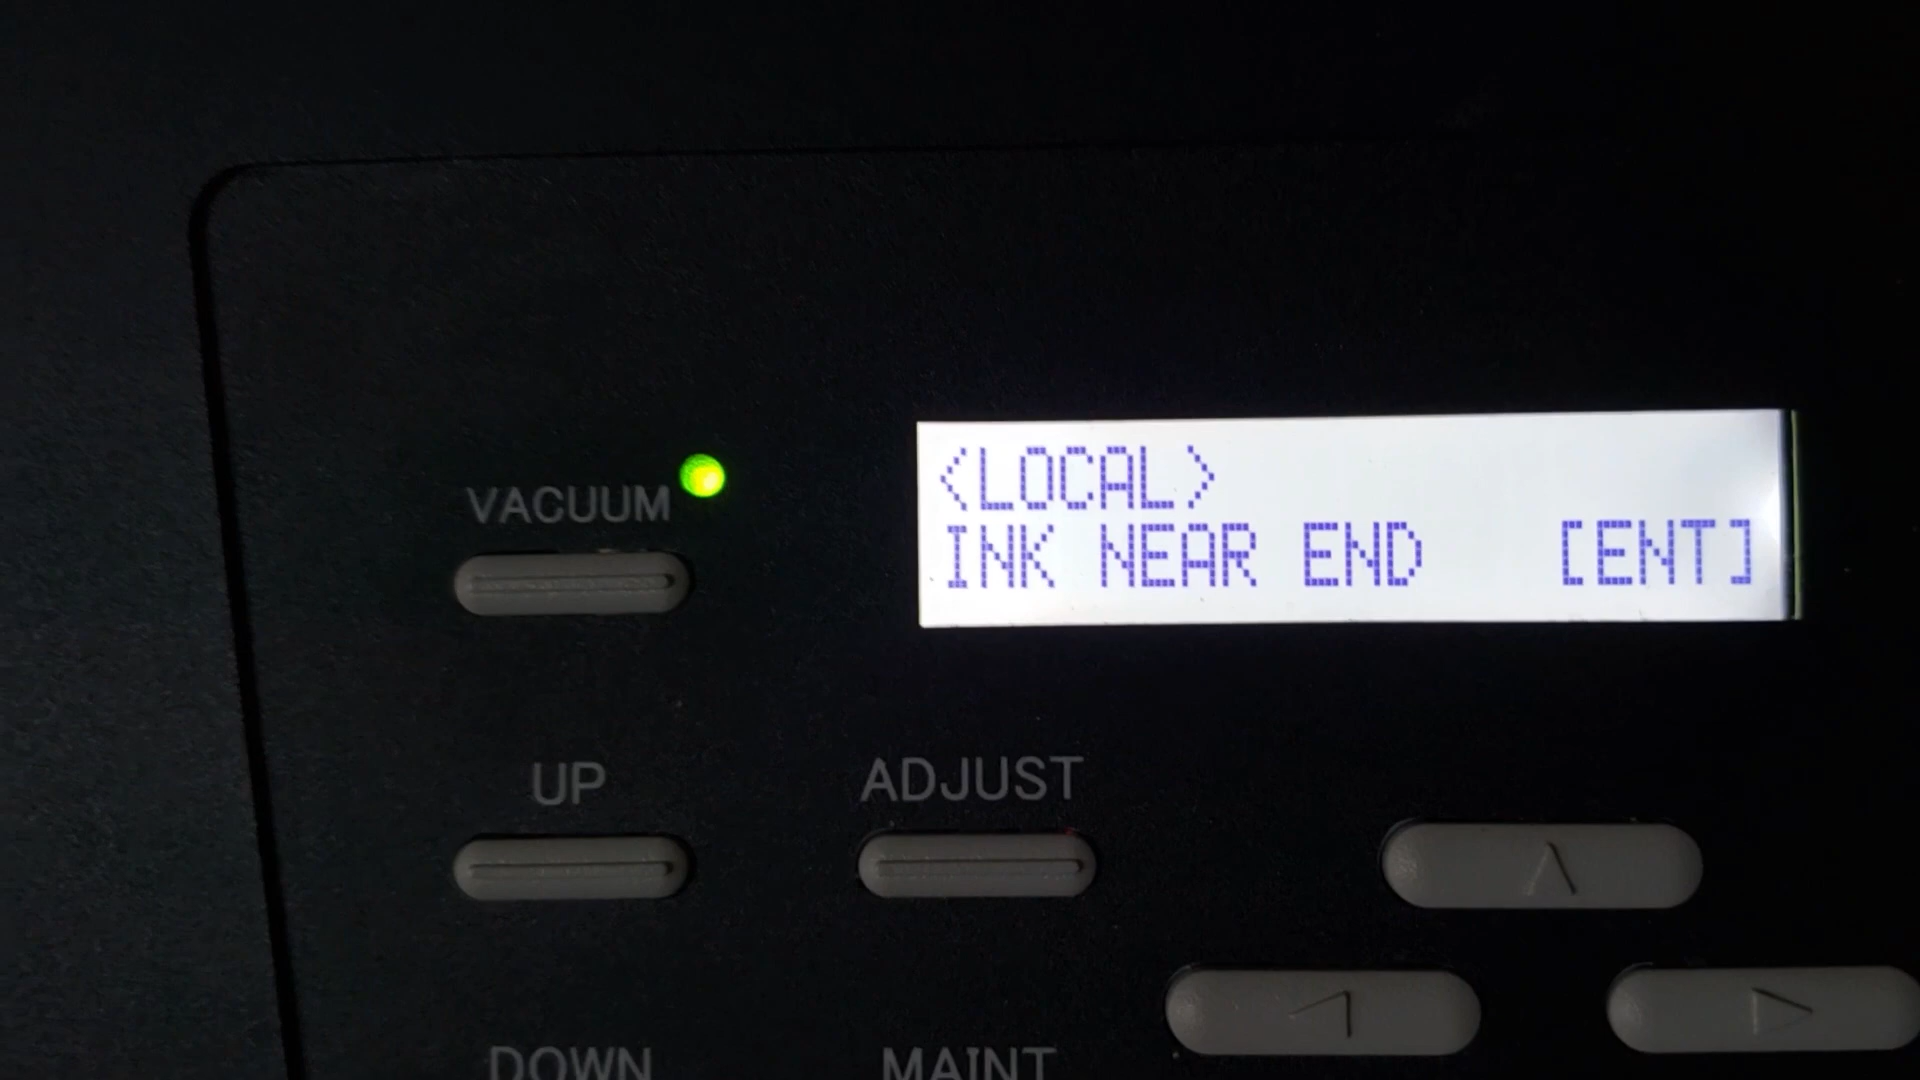 <LOCAL>
INK NEAR END [ENT]
VACUUM
UP
ADJUST
DOWN
MAINT